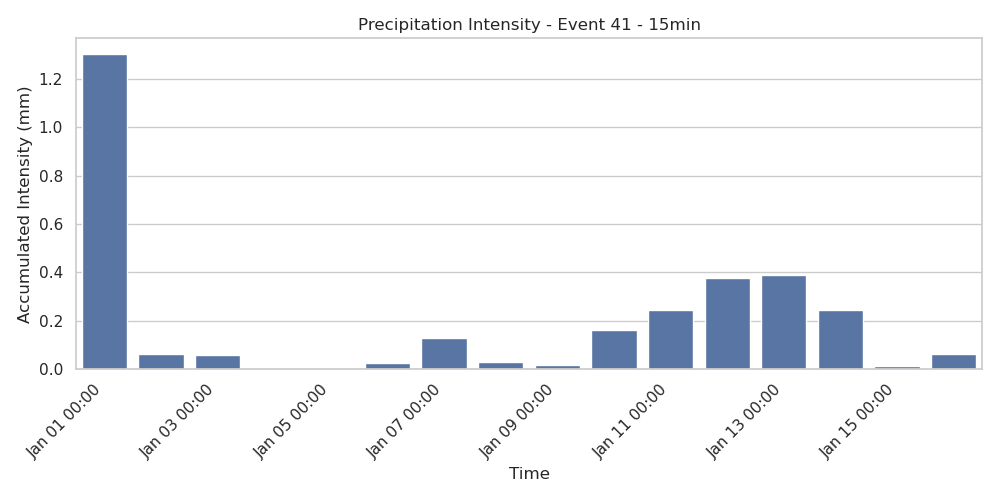 Precipitation Intensity - Event 41 - 15min
Accumulated Intensity (mm)
1.2
1.0
0.8
0.6
0.4
0.2
0.0
Jan 01 00:00
Jan 03 00:00
Jan 05 00:00
Jan 07 00:00
Jan 09 00:00
Jan 11 00:00
Jan 13 00:00
Jan 15 00:00
Time